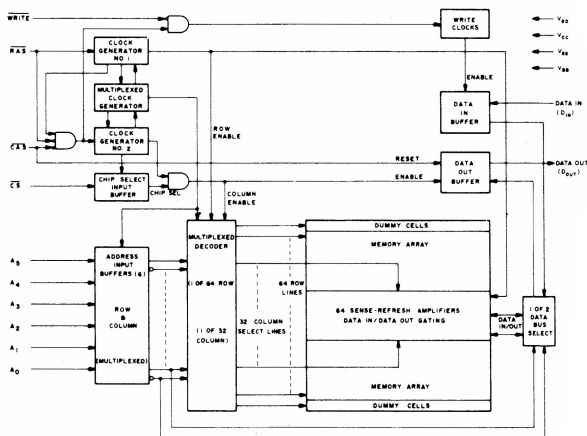 WRITE
WRITE
CLOCKS
VDD
VCC
VSS
VBB
RAS
CLOCK
GENERATOR
NO. 1
MULTIPLEXED
CLOCK
GENERATOR
ENABLE
DATA
IN
BUFFER
DATA IN
(DIN)
CAS
CLOCK
GENERATOR
NO. 2
ROW
ENABLE
RESET
DATA
OUT
BUFFER
DATA OUT
(DOUT)
ENABLE
CS
CHIP SELECT
INPUT
BUFFER
CHIP SEL
COLUMN
ENABLE
A5
A4
A3
A2
A1
A0
ADDRESS
INPUT
BUFFERS (6)
ROW
&
COLUMN
(MULTIPLEXED)
MULTIPLEXED
DECODER
(1 OF 64 ROW)
(1 OF 32
COLUMN)
32 COLUMN
SELECT LINES
64 ROW
LINES
DUMMY CELLS
MEMORY ARRAY
64 SENSE-REFRESH AMPLIFIERS
DATA IN/DATA OUT GATING
MEMORY ARRAY
DUMMY CELLS
DATA
IN/OUT
1 OF 2
DATA
BUS
SELECT